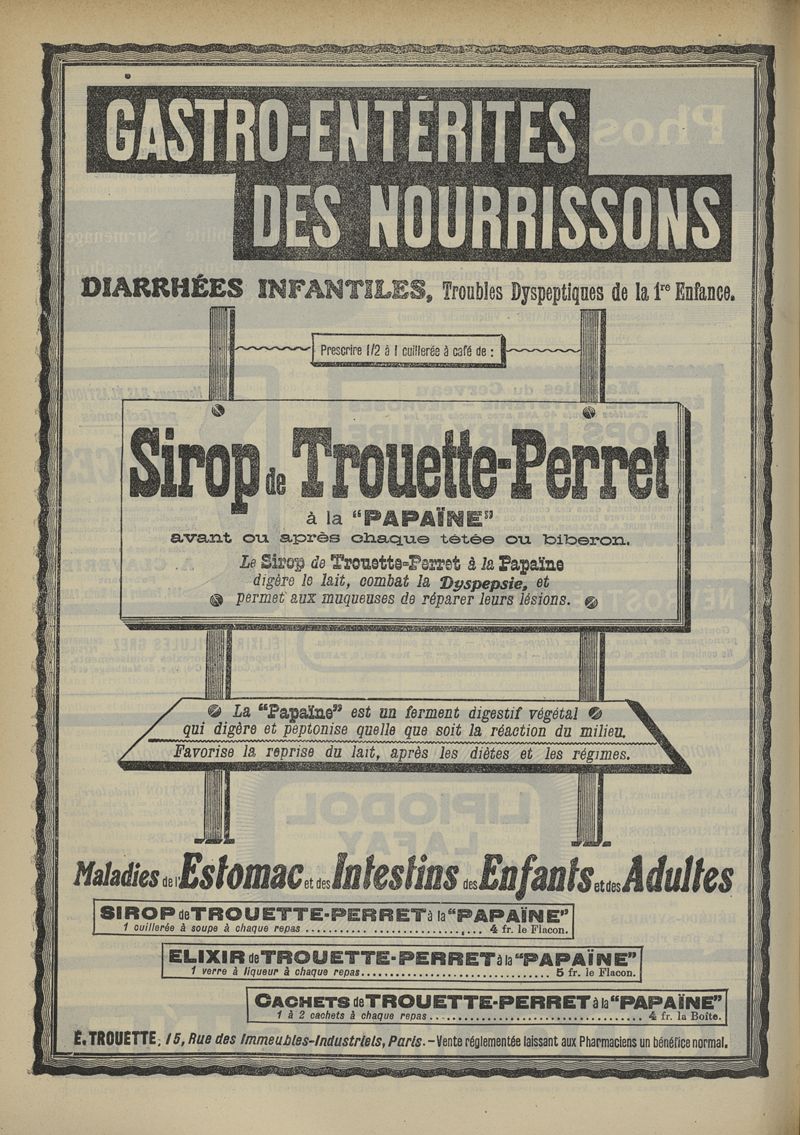 GASTRO-ENTÉRITES
DES NOURRISSONS
DIARRHÉES INFANTILES, Troubles Dyspeptiques de la 1re Enfance.
Prescrire 1/2 à 1 cuillerée à café de :
Sirop de Trouette-Perret
à la "PAPAÏNE"
avant ou après chaque tétée ou biberon.
Le Sirop de Trouette-Perret à la Papaïne
digère le lait, combat la Dyspepsie, et
permet aux muqueuses de réparer leurs lésions.
La "Papaïne" est un ferment digestif végétal
qui digère et peptonise quelle que soit la réaction du milieu.
Favorise la reprise du lait, après les diètes et les régimes.
Maladies de l'Estomac et des Intestins des Enfants et des Adultes
SIROP de TROUETTE-PERRET à la "PAPAÏNE"
1 cuillerée à soupe à chaque repas ........................ 4 fr. le Flacon.
ELIXIR de TROUETTE-PERRET à la "PAPAÏNE"
1 verre à liqueur à chaque repas................................ 5 fr. le Flacon.
CACHETS de TROUETTE-PERRET à la "PAPAÏNE"
1 à 2 cachets à chaque repas .................................... 4 fr. la Boîte.
É. TROUETTE, 15, Rue des Immeubles-Industriels, Paris. – Vente réglementée laissant aux Pharmaciens un bénéfice normal.